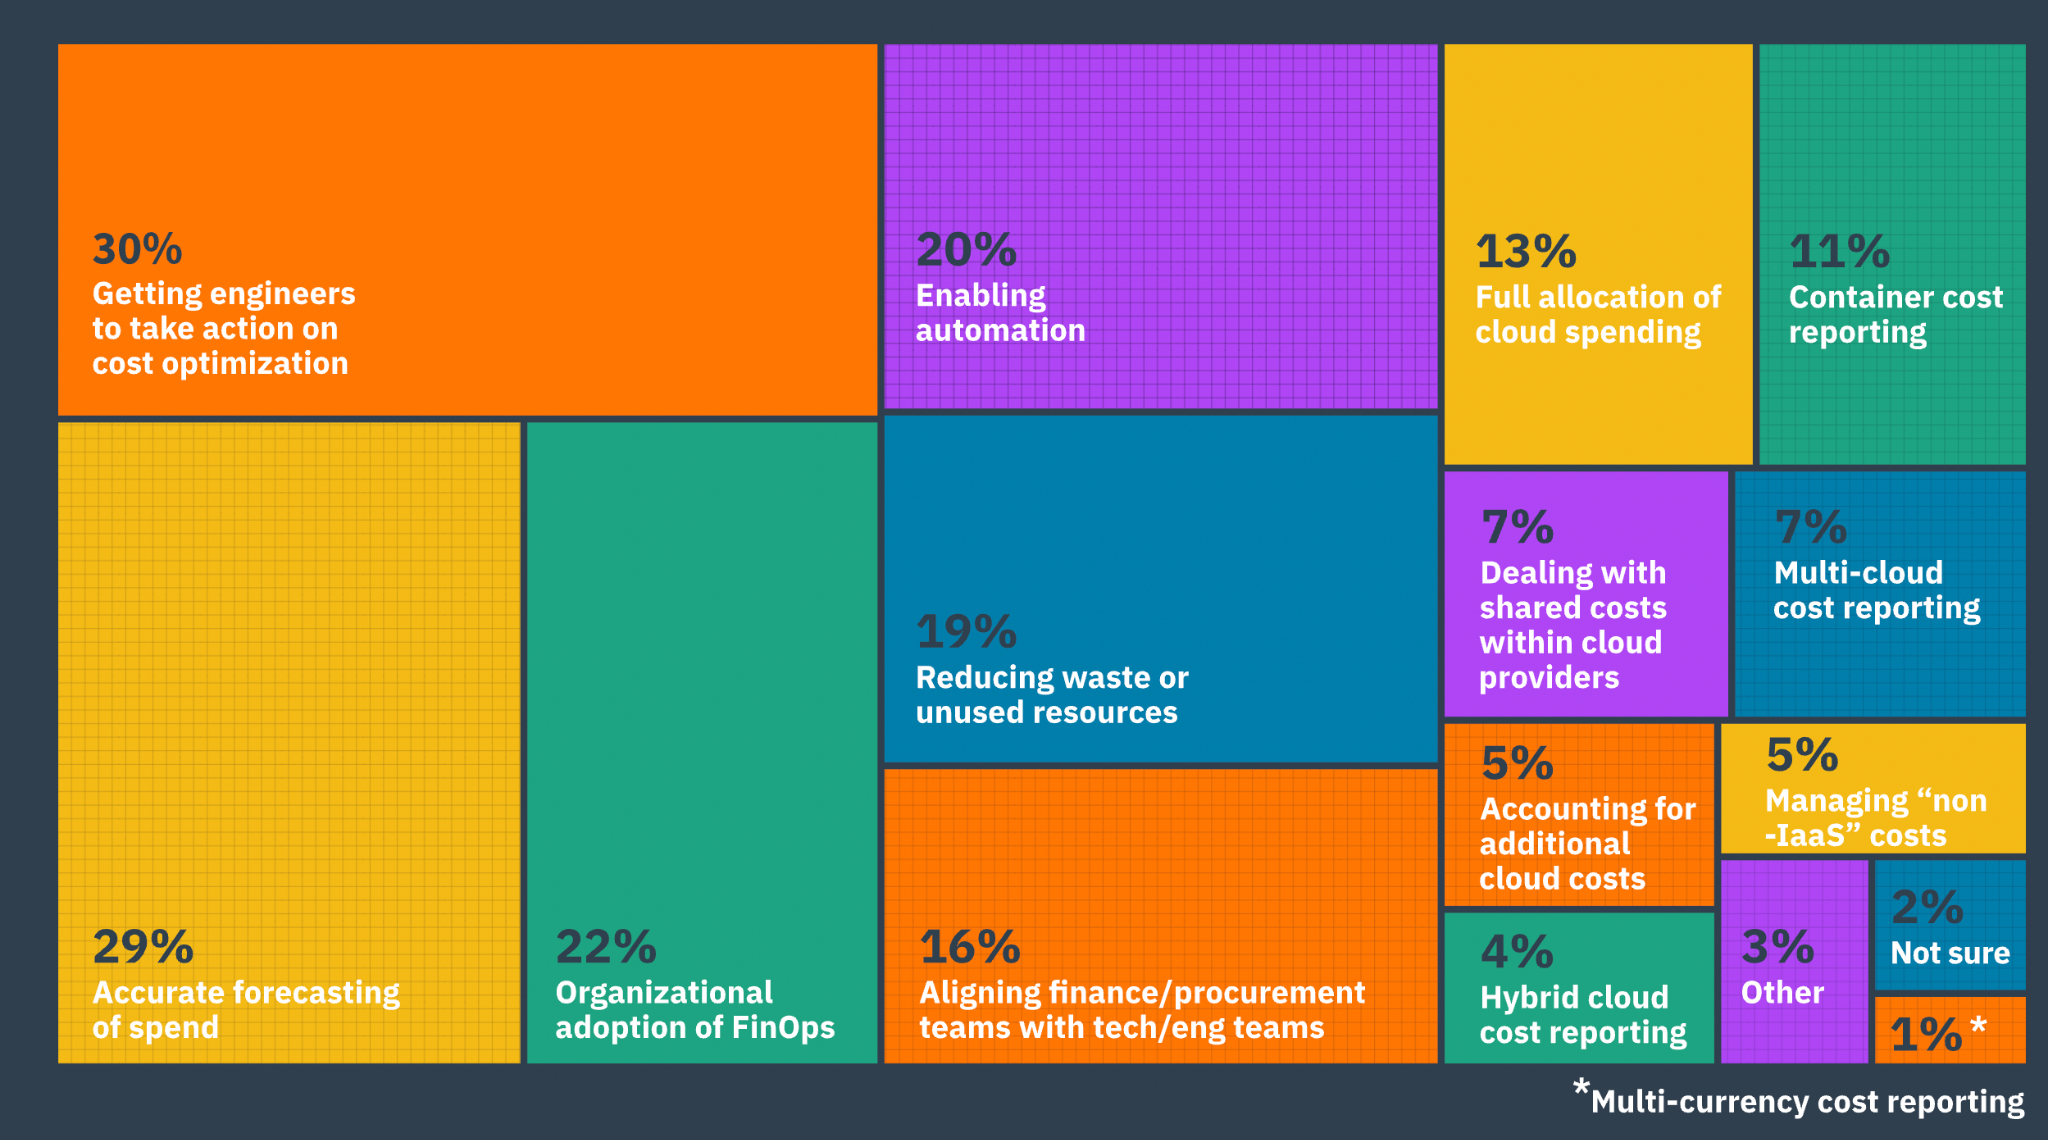 30%
Getting engineers
to take action on
cost optimization
20%
Enabling
automation
13%
Full allocation of
cloud spending
11%
Container cost
reporting
29%
Accurate forecasting
of spend
22%
Organizational
adoption of FinOps
19%
Reducing waste or
unused resources
16%
Aligning finance/procurement
teams with tech/eng teams
7%
Dealing with
shared costs
within cloud
providers
7%
Multi-cloud
cost reporting
5%
Accounting for
additional
cloud costs
5%
Managing “non
-IaaS” costs
4%
Hybrid cloud
cost reporting
3%
Other
2%
Not sure
1% *
*Multi-currency cost reporting